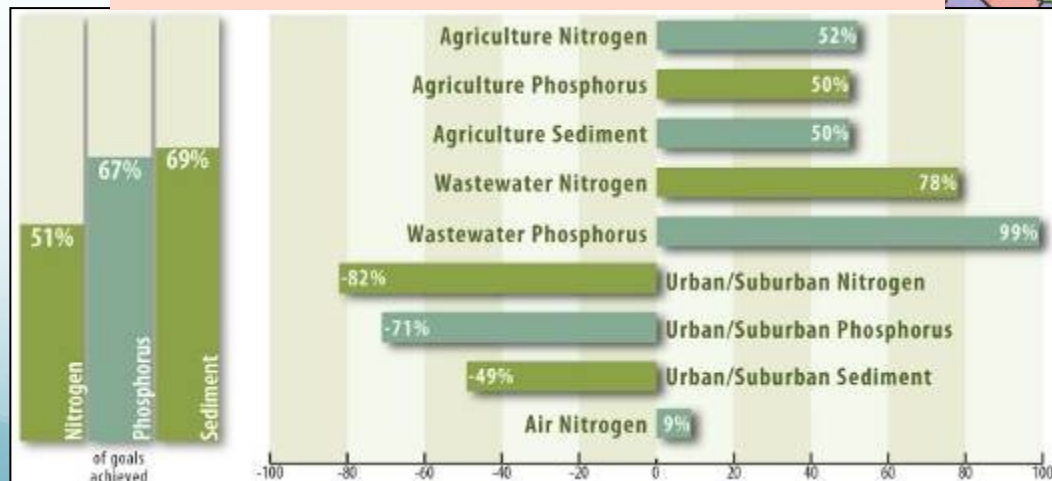 51%
67%
69%
Nitrogen
Phosphorus
Sediment
of goals
achieved
Agriculture Nitrogen 52%
Agriculture Phosphorus 50%
Agriculture Sediment 50%
Wastewater Nitrogen 78%
Wastewater Phosphorus 99%
-82% Urban/Suburban Nitrogen
-71% Urban/Suburban Phosphorus
-49% Urban/Suburban Sediment
Air Nitrogen 9%
-100 -80 -60 -40 -20 0 20 40 60 80 100